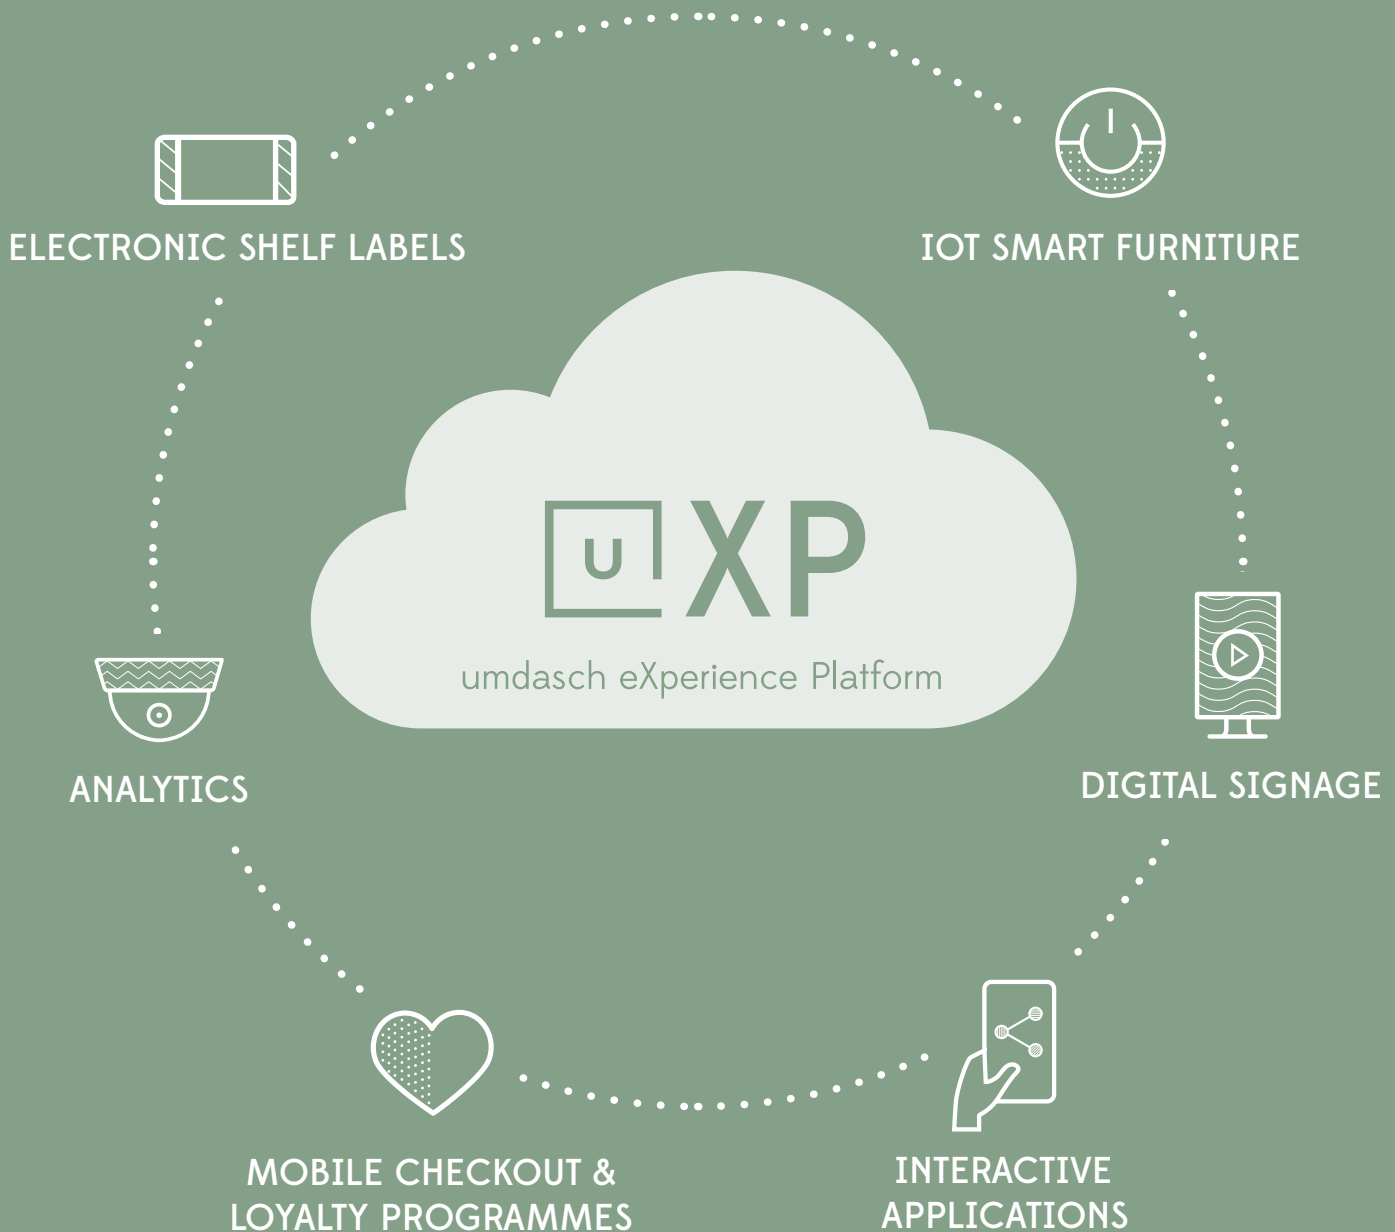 ELECTRONIC SHELF LABELS
IOT SMART FURNITURE
u XP
umdasch eXperience Platform
ANALYTICS
DIGITAL SIGNAGE
MOBILE CHECKOUT &
LOYALTY PROGRAMMES
INTERACTIVE
APPLICATIONS